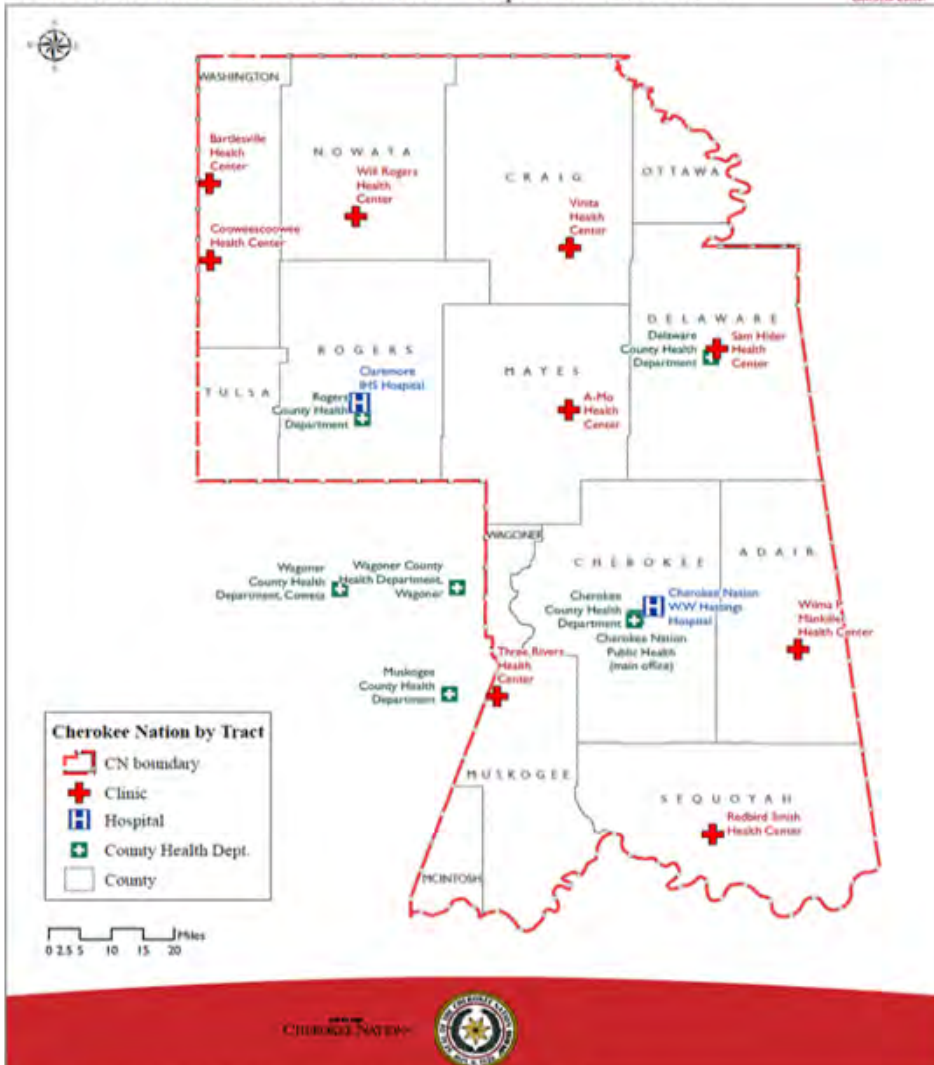 WASHINGTON
Bartlesville
Health
Center
NOWATA
Will Rogers
Health
Center
CRAIG
OTTAWA
Vinita
Health
Center
Cooweescoowee
Health Center
DELAWARE
Delaware
County Health
Department
Sam Hider
Health
Center
ROGERS
Claremore
IHS Hospital
Rogers
County Health
Department
TULSA
MAYES
A-Mo
Health
Center
WAGONER
Wagoner
County Health
Department, Coweta
Wagoner County
Health Department,
Wagoner
CHEROKEE
ADAIR
Cherokee
County Health
Department
Cherokee Nation
W.W Hastings
Hospital
Cherokee Nation
Public Health
(main office)
Wilma P
Mankiller
Health Center
Three Rivers
Health
Center
Muskogee
County Health
Department
MUSKOGEE
SEQUOYAH
Redbird Smith
Health Center
MCINTOSH
Cherokee Nation by Tract
CN boundary
Clinic
Hospital
County Health Dept.
County
Miles
0 2.5 5 10 15 20
CHEROKEE NATION